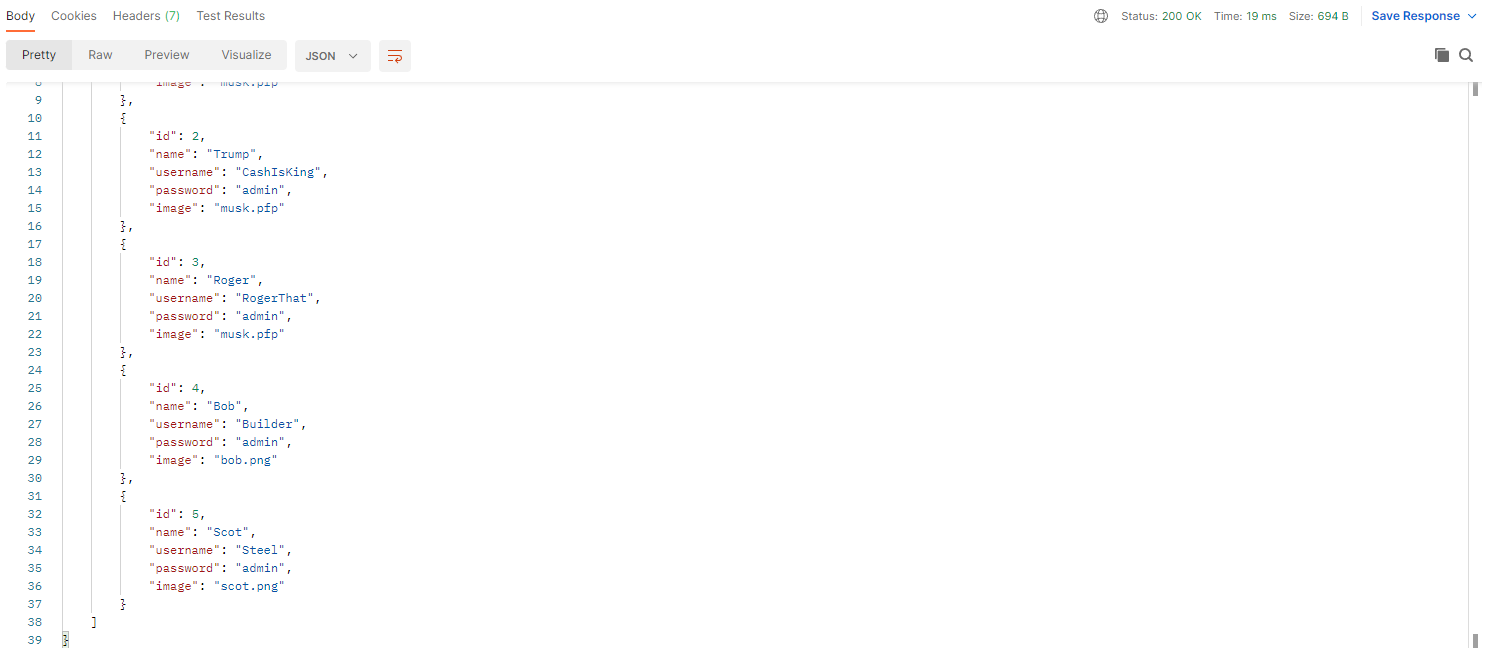 Body Cookies Headers (7) Test Results Status: 200 OK Time: 19 ms Size: 694 B Save Response
Pretty Raw Preview Visualize JSON
8 "image": "musk.pfp"
9 },
10 {
11 "id": 2,
12 "name": "Trump",
13 "username": "CashIsKing",
14 "password": "admin",
15 "image": "musk.pfp"
16 },
17 {
18 "id": 3,
19 "name": "Roger",
20 "username": "RogerThat",
21 "password": "admin",
22 "image": "musk.pfp"
23 },
24 {
25 "id": 4,
26 "name": "Bob",
27 "username": "Builder",
28 "password": "admin",
29 "image": "bob.png"
30 },
31 {
32 "id": 5,
33 "name": "Scot",
34 "username": "Steel",
35 "password": "admin",
36 "image": "scot.png"
37 }
38 ]
39 }